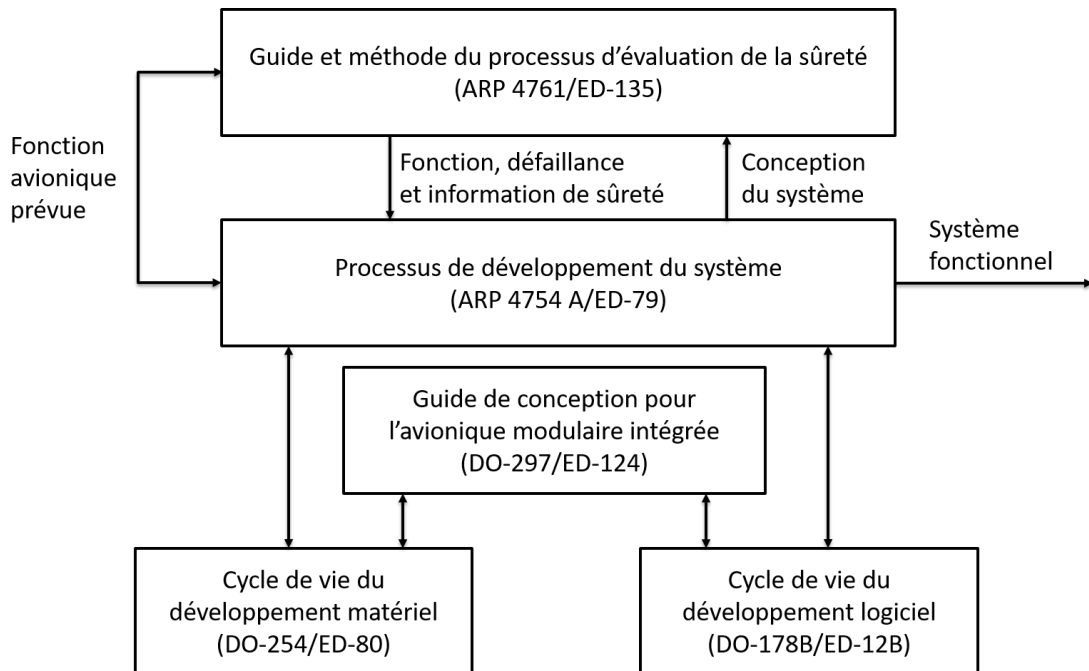 Guide et méthode du processus d’évaluation de la sûreté
(ARP 4761/ED-135)
Fonction
avionique
prévue
Fonction, défaillance
et information de sûreté
Conception
du système
Système
fonctionnel
Processus de développement du système
(ARP 4754 A/ED-79)
Guide de conception pour
l’avionique modulaire intégrée
(DO-297/ED-124)
Cycle de vie du
développement matériel
(DO-254/ED-80)
Cycle de vie du
développement logiciel
(DO-178B/ED-12B)